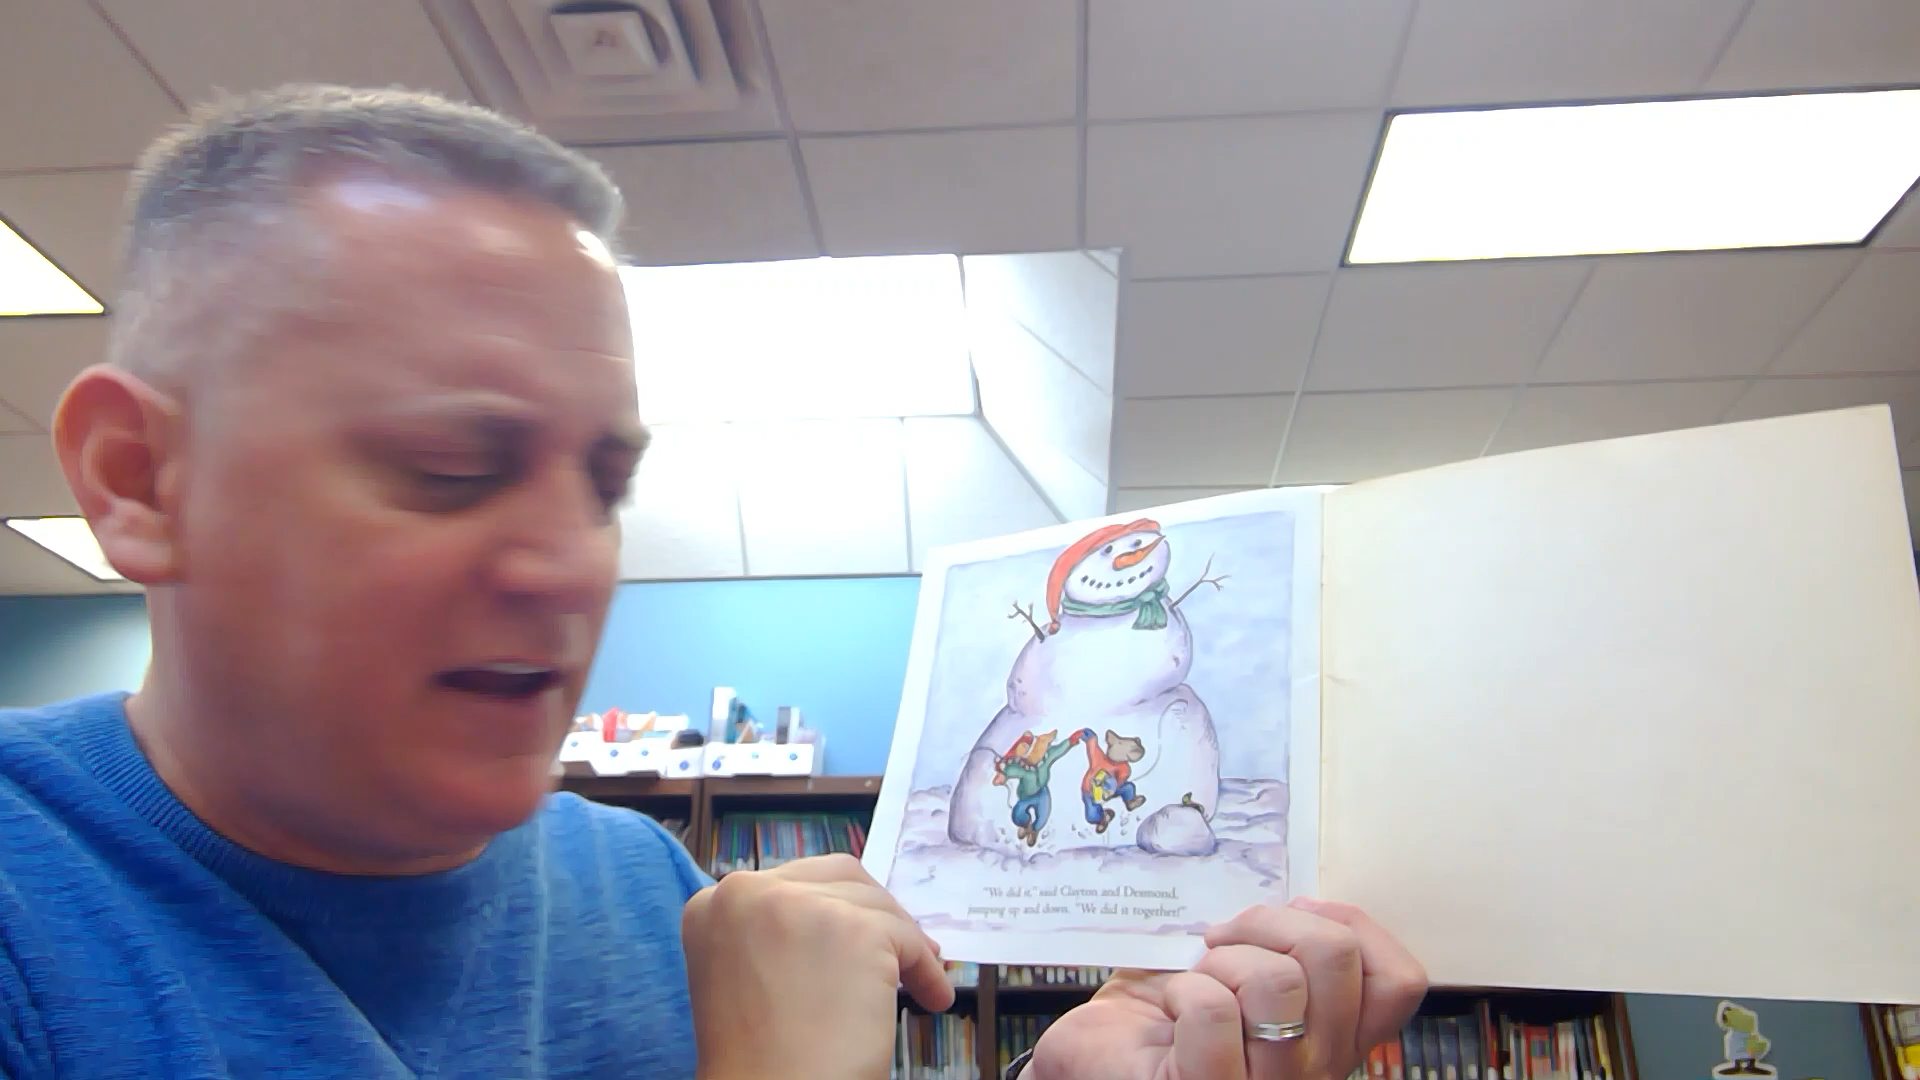 "We did it," said Clayton and Desmond,
jumping up and down. "We did it together!"